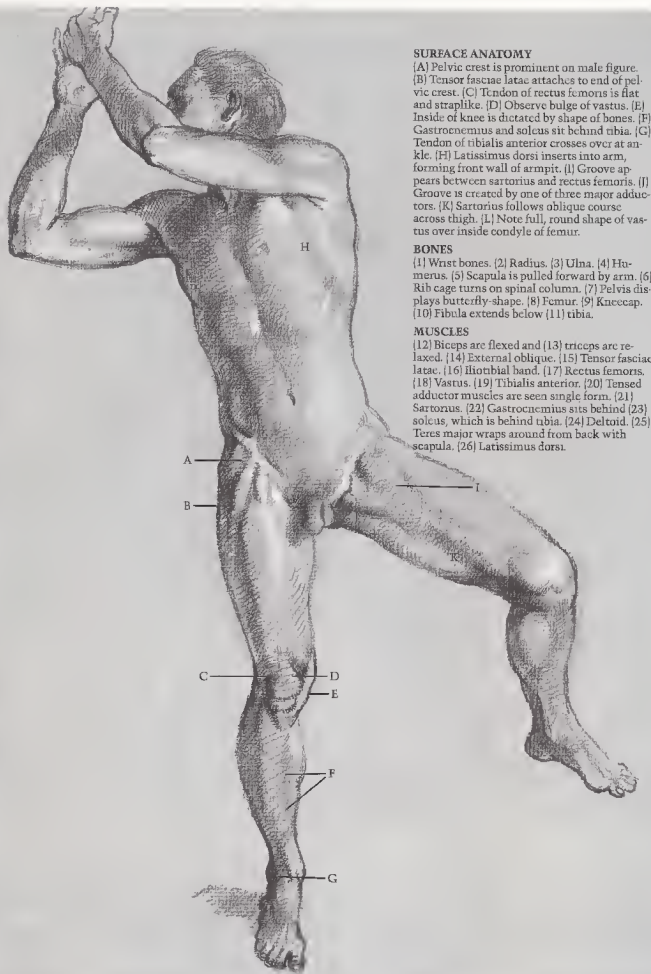 SURFACE ANATOMY
(A) Pelvic crest is prominent on male figure.
(B) Tensor fasciae latae attaches to end of pel-
vic crest. (C) Tendon of rectus femoris is flat
and straplike. (D) Observe bulge of vastus. (E)
Inside of knee is dictated by shape of bones. (F)
Gastrocnemius and soleus sit behind tibia. (G)
Tendon of tibialis anterior crosses over at an-
kle. (H) Latissimus dorsi inserts into arm,
forming front wall of armpit. (I) Groove ap-
pears between sartorius and rectus femoris. (J)
Groove is created by one of three major adduc-
tors. (K) Sartorius follows oblique course
across thigh. (L) Note full, round shape of vas-
tus over inside condyle of femur.
BONES
(1) Wrist bones. (2) Radius. (3) Ulna. (4) Hu-
merus. (5) Scapula is pulled forward by arm. (6)
Rib cage turns on spinal column. (7) Pelvis dis-
plays butterfly-shape. (8) Femur. (9) Kneecap.
(10) Fibula extends below (11) tibia.
MUSCLES
(12) Biceps are flexed and (13) triceps are re-
laxed. (14) External oblique. (15) Tensor fasciae
latae. (16) Iliotibial band. (17) Rectus femoris.
(18) Vastus. (19) Tibialis anterior. (20) Tensed
adductor muscles are seen single form. (21)
Sartorius. (22) Gastrocnemius sits behind (23)
soleus, which is behind tibia. (24) Deltoid. (25)
Teres major wraps around from back with
scapula. (26) Latissimus dorsi.
H
A
I
B
K
C
D
E
F
G